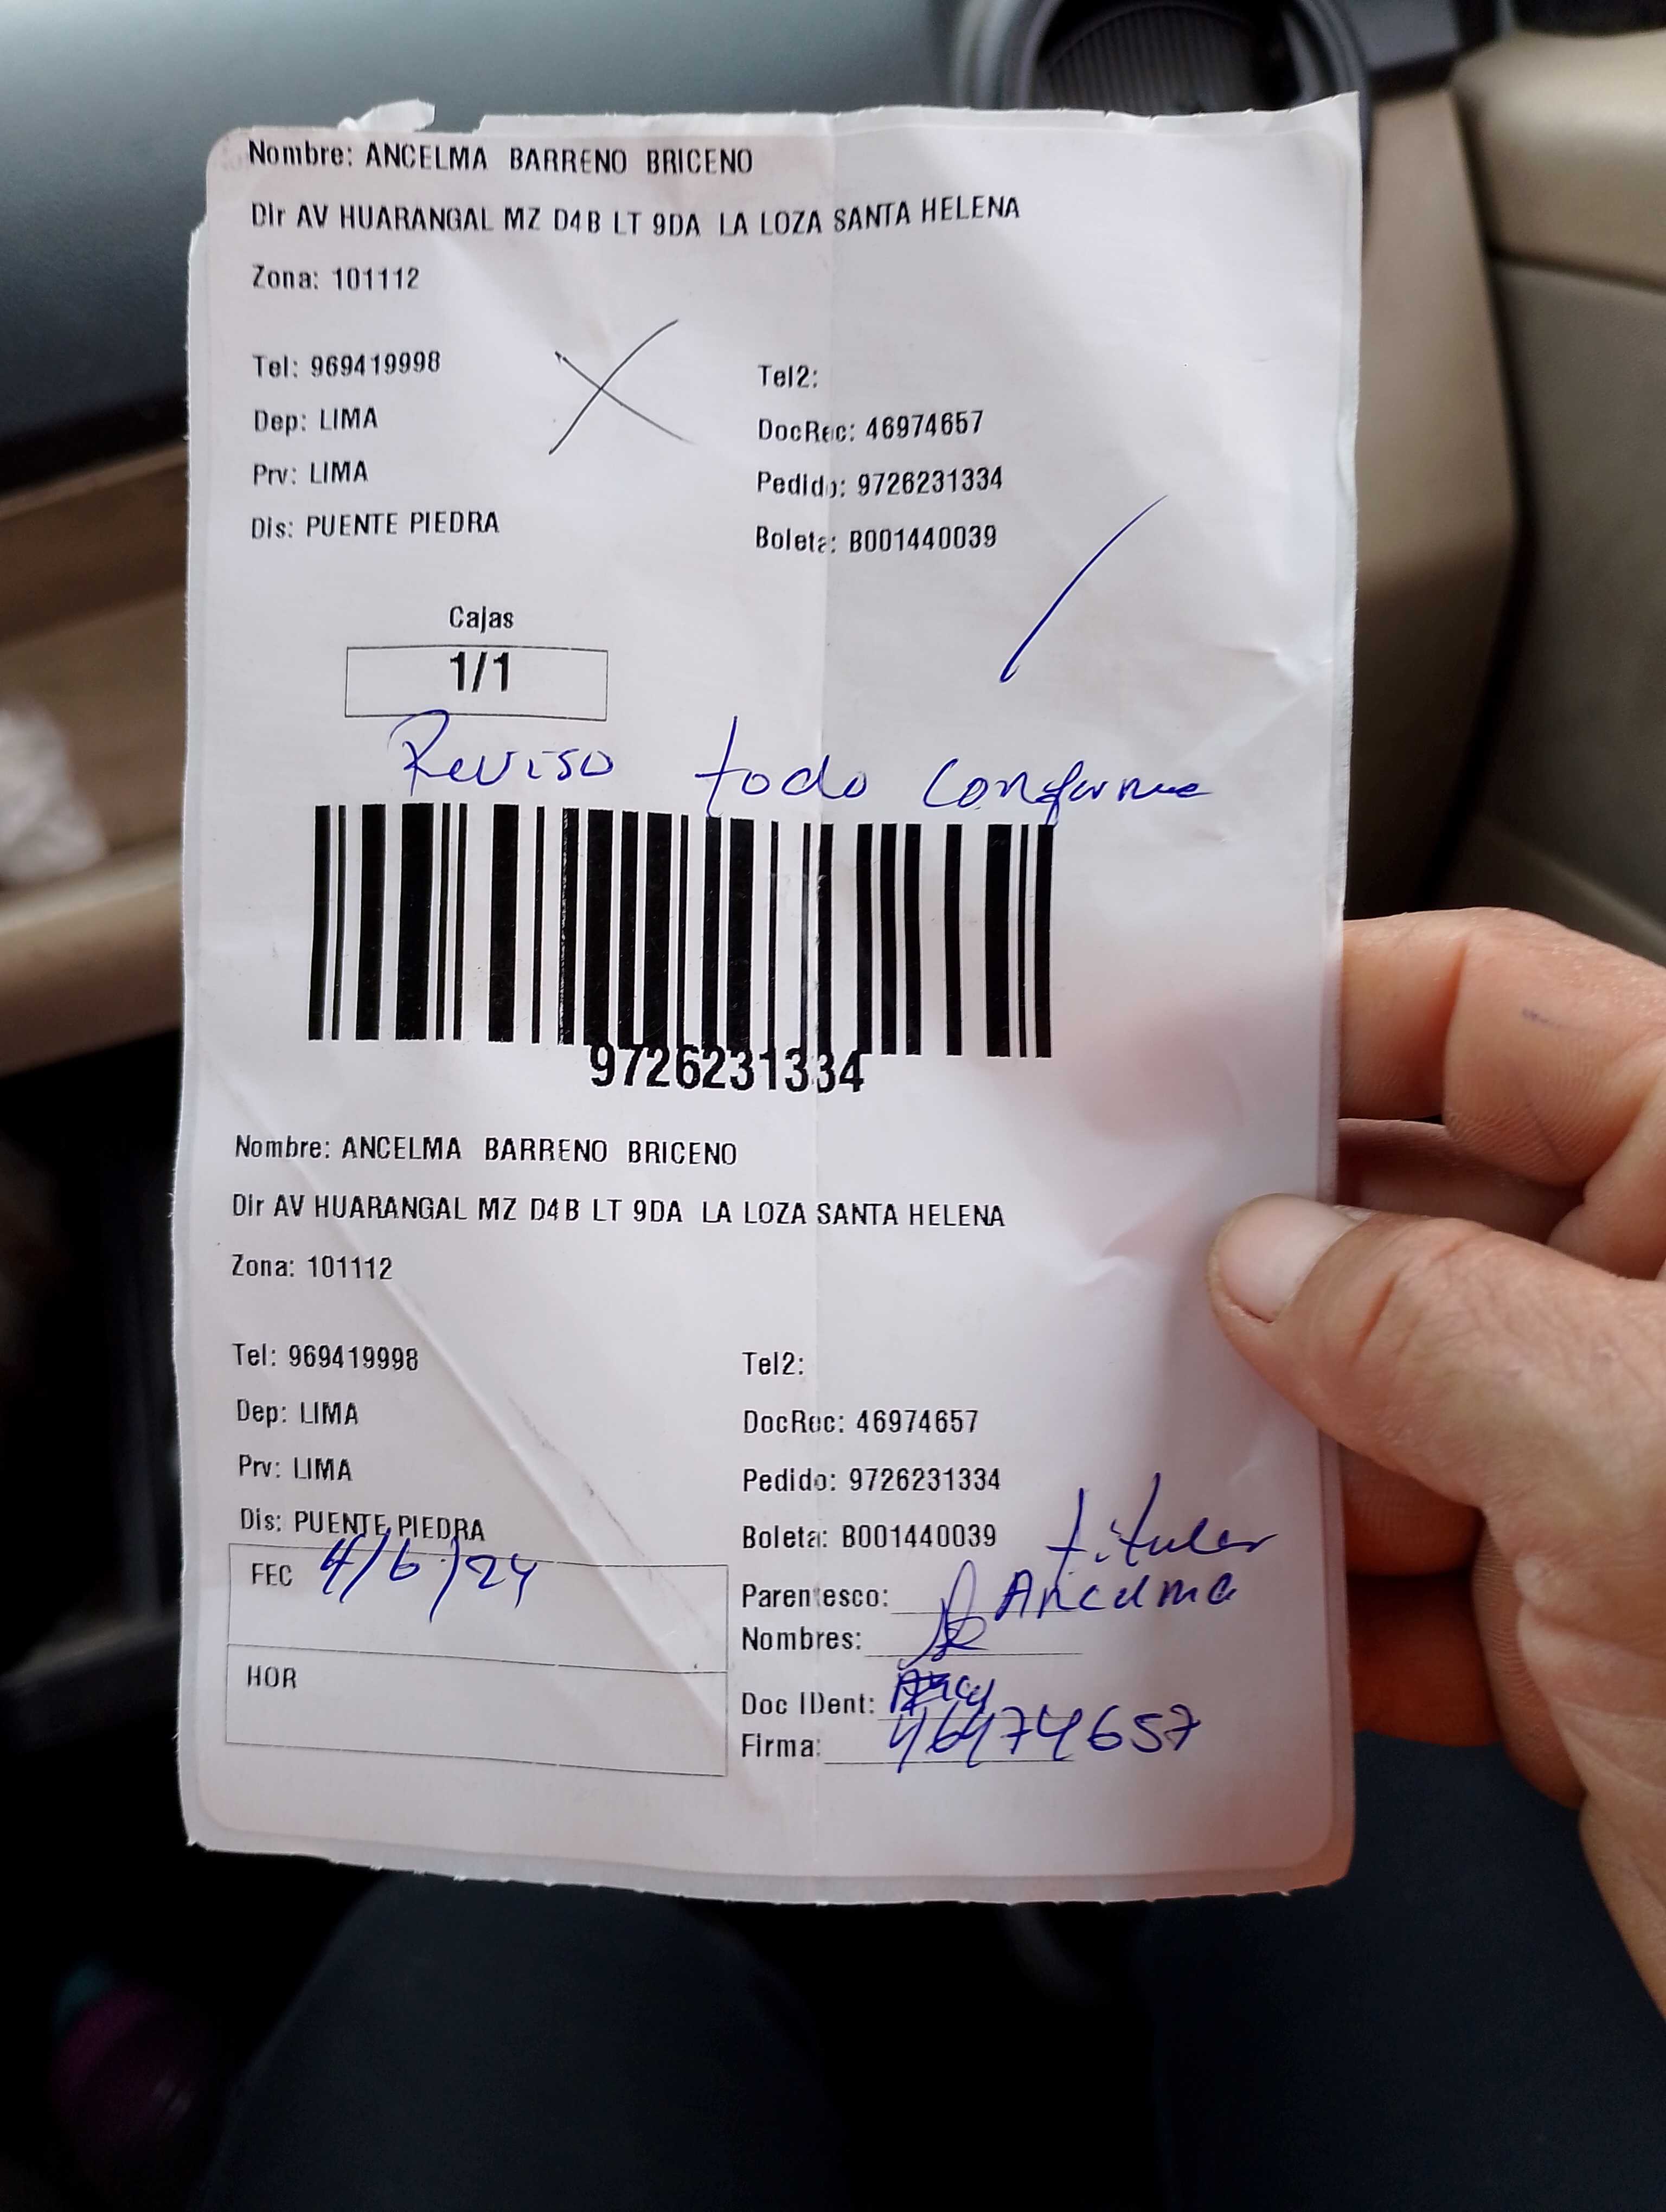 Nombre: ANCELMA BARRENO BRICENO
Dir AV HUARANGAL MZ D4B LT 9DA LA LOZA SANTA HELENA
Zona: 101112
Tel: 969419998
Tel2:
Dep: LIMA
DocRec: 46974657
Prv: LIMA
Pedido: 9726231334
Dis: PUENTE PIEDRA
Boleta: B001440039
Cajas
1/1
Reviso todo conforme
9726231334
Nombre: ANCELMA BARRENO BRICENO
Dir AV HUARANGAL MZ D4B LT 9DA LA LOZA SANTA HELENA
Zona: 101112
Tel: 969419998
Tel2:
Dep: LIMA
DocRec: 46974657
Prv: LIMA
Pedido: 9726231334
Dis: PUENTE PIEDRA
Boleta: B001440039
titular
FEC 4/6/24
Parentesco: Ancelma
Nombres:
HOR
Doc IDent:
Firma: 46974657